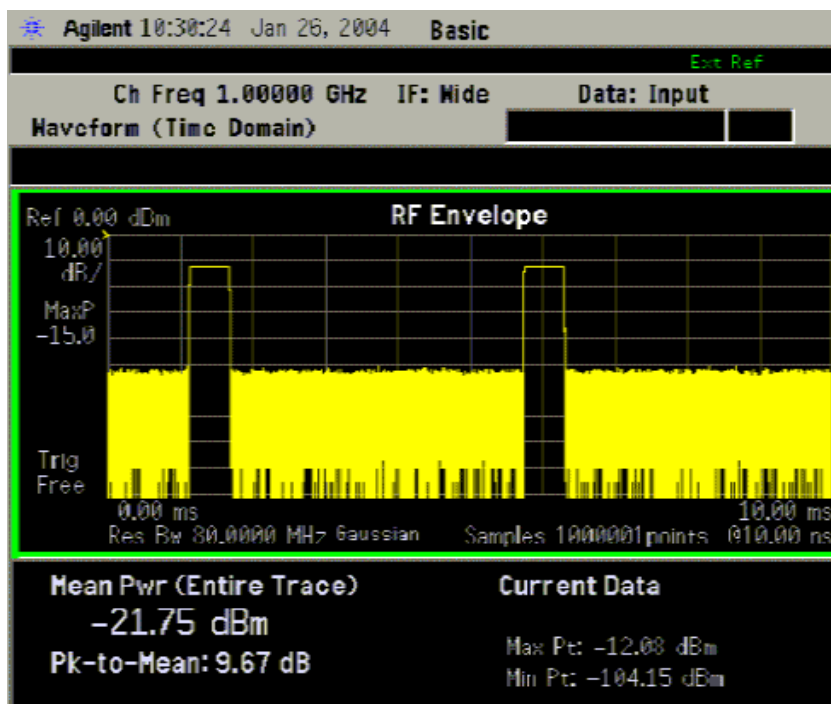 Agilent 10:30:24 Jan 26, 2004 Basic
Ext Ref
Ch Freq 1.00000 GHz IF: Wide Data: Input
Waveform (Time Domain)
Ref 0.00 dBm RF Envelope
10.00
dB/
MaxP
-15.0
Trig
Free
0.00 ms 10.00 ms
Res Bw 80.0000 MHz Gaussian Samples 1000001 points @10.00 ns
Mean Pwr (Entire Trace) Current Data
-21.75 dBm
Max Pt: -12.08 dBm
Pk-to-Mean: 9.67 dB
Min Pt: -104.15 dBm